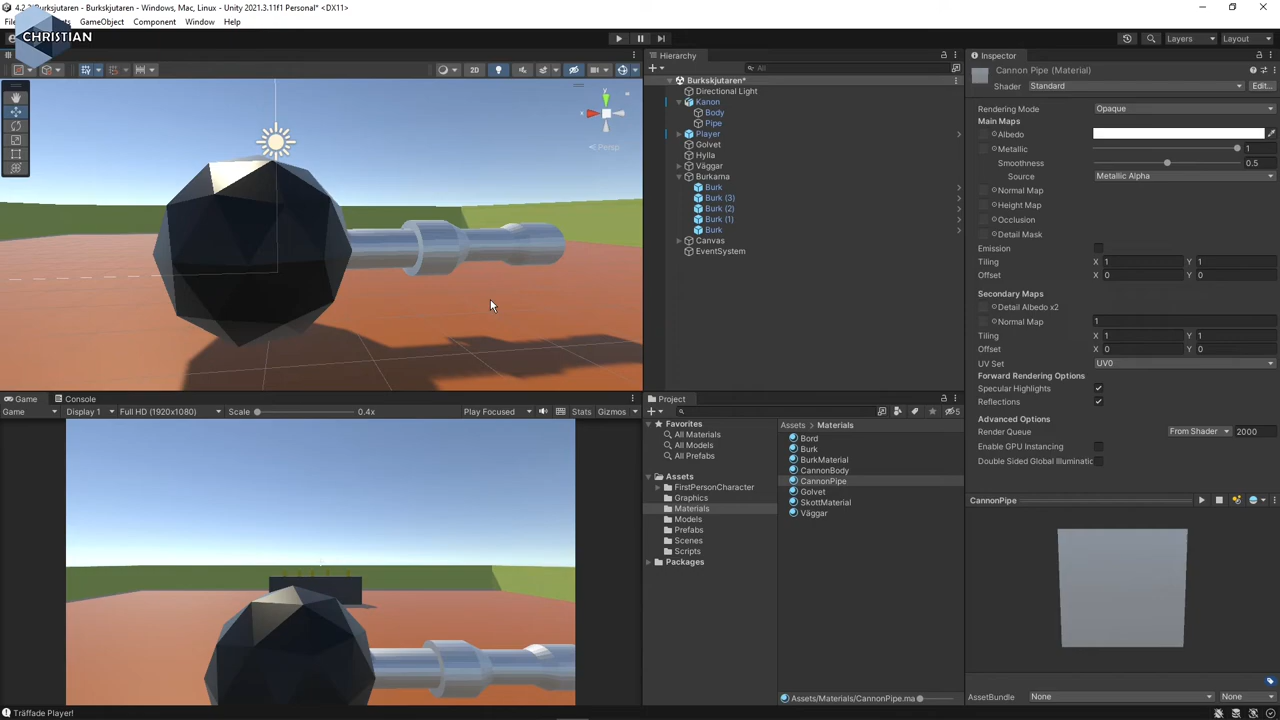 4.2.2 Burkskjutaren - Burkskjutaren - Windows, Mac, Linux - Unity 2021.3.11f1 Personal* <DX11>
GameObject Component Window Help
CHRISTIAN
Layers Layout
2D
Persp
Hierarchy
All
Burkskjutaren*
Directional Light
Kanon
Body
Pipe
Player
Golvet
Hylla
Väggar
Burkarna
Burk
Burk (3)
Burk (2)
Burk (1)
Burk
Canvas
EventSystem
Inspector
Cannon Pipe (Material)
Shader Standard Edit...
Rendering Mode Opaque
Main Maps
Albedo
Metallic 1
Smoothness 0.5
Source Metallic Alpha
Normal Map
Height Map
Occlusion
Detail Mask
Emission
Tiling X 1 Y 1
Offset X 0 Y 0
Secondary Maps
Detail Albedo x2
Normal Map 1
Tiling X 1 Y 1
Offset X 0 Y 0
UV Set UV0
Forward Rendering Options
Specular Highlights
Reflections
Advanced Options
Render Queue From Shader 2000
Enable GPU Instancing
Double Sided Global Illuminatic
CannonPipe
AssetBundle None None
Game Console
Game Display 1 Full HD (1920x1080) Scale 0.4x Play Focused Stats Gizmos
Project
5
Favorites
All Materials
All Models
All Prefabs
Assets
FirstPersonCharacter
Graphics
Materials
Models
Prefabs
Scenes
Scripts
Packages
Assets > Materials
Bord
Burk
BurkMaterial
CannonBody
CannonPipe
Golvet
SkottMaterial
Väggar
Assets/Materials/CannonPipe.ma
Träffade Player!